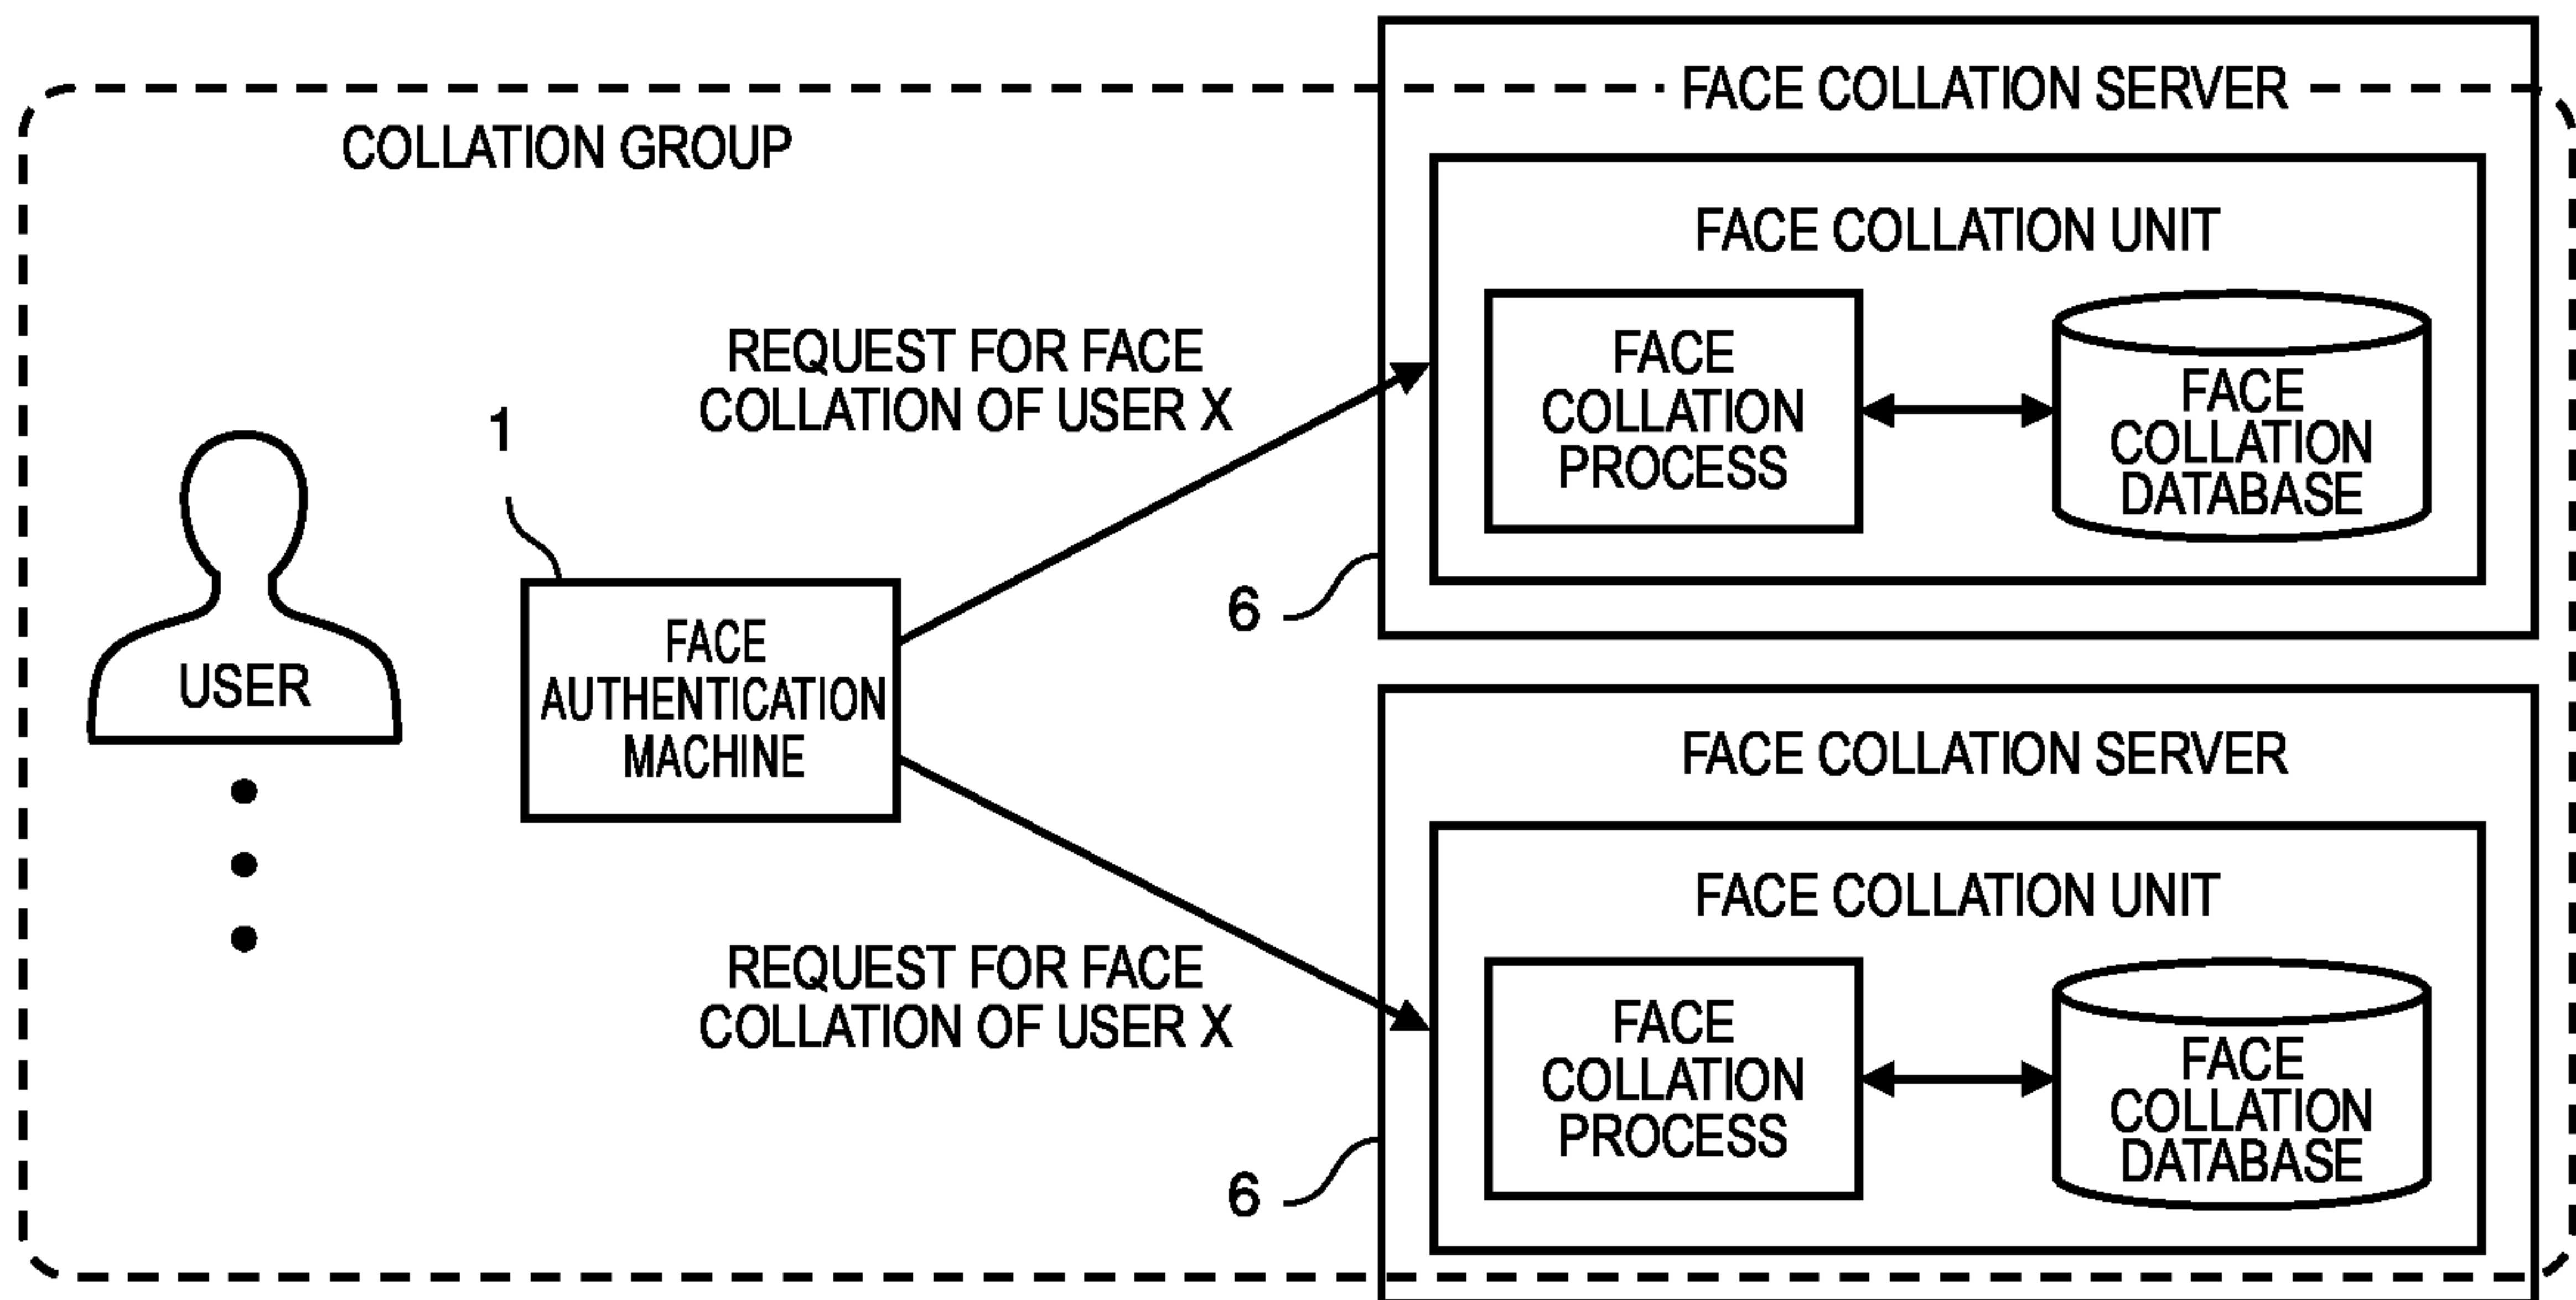 FACE COLLATION SERVER
COLLATION GROUP
FACE COLLATION UNIT
REQUEST FOR FACE
COLLATION OF USER X
FACE
COLLATION
PROCESS
FACE
COLLATION
DATABASE
1
6
USER
FACE
AUTHENTICATION
MACHINE
FACE COLLATION SERVER
FACE COLLATION UNIT
REQUEST FOR FACE
COLLATION OF USER X
FACE
COLLATION
PROCESS
FACE
COLLATION
DATABASE
6